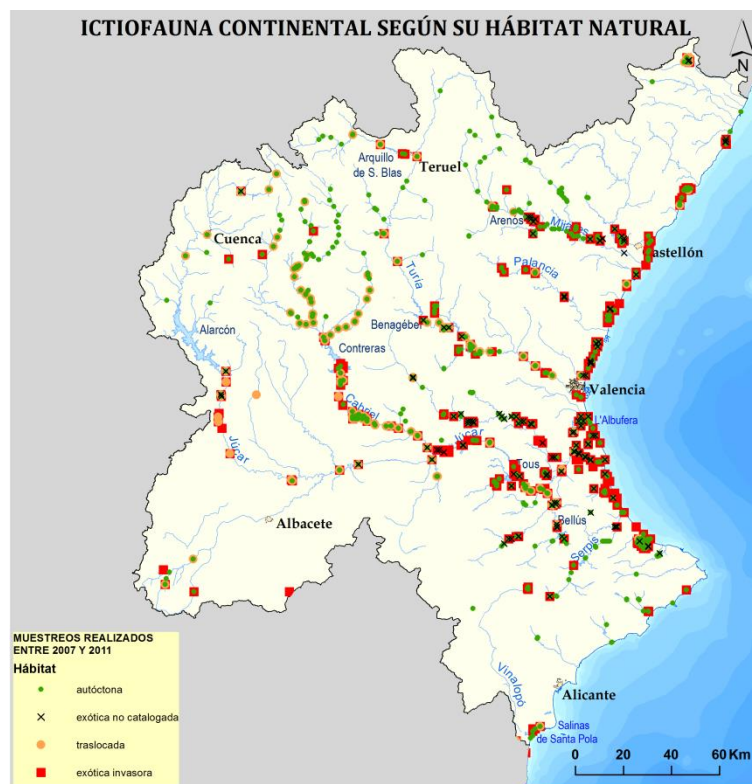 ICTIOFAUNA CONTINENTAL SEGÚN SU HÁBITAT NATURAL
N
Arquillo
de S. Blas
Teruel
Arenós
Mijares
Cuenca
Castellón
Turia
Palancia
Alarcón
Benagéber
Contreras
Valencia
Cabriel
L'Albufera
Júcar
Júcar
Tous
Albacete
Bellús
Serpis
MUESTREOS REALIZADOS
ENTRE 2007 Y 2011
Hábitat
autóctona
exótica no catalogada
traslocada
exótica invasora
Vinalopó
Alicante
Salinas
de Santa Pola
0 20 40 60 Km